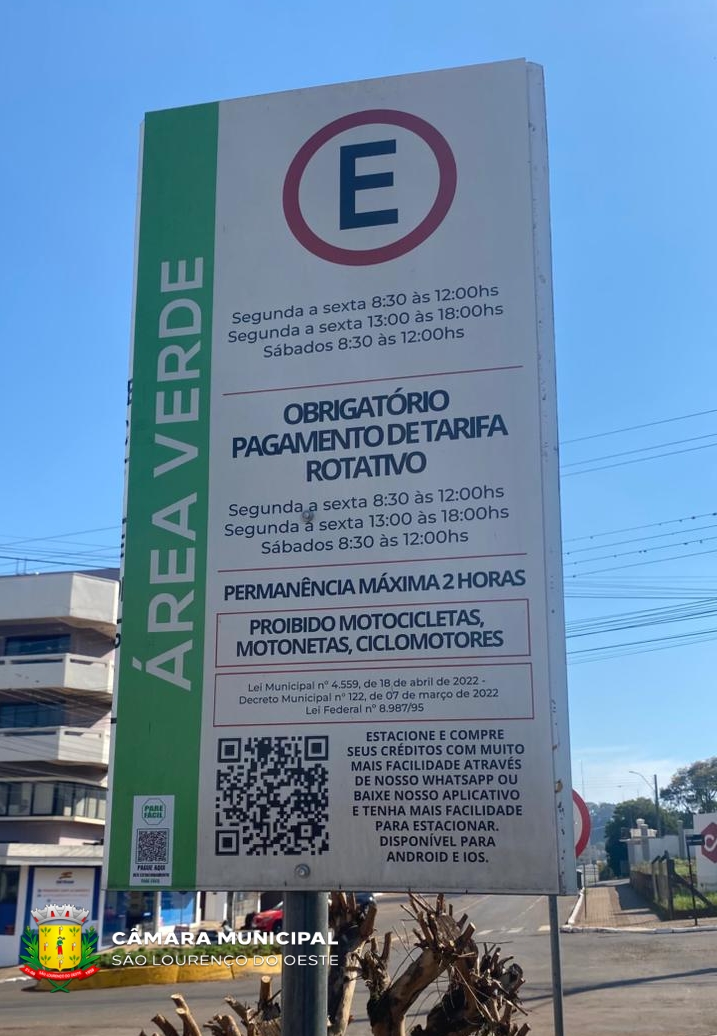 E
ÁREA VERDE
Segunda a sexta 8:30 às 12:00hs
Segunda a sexta 13:00 às 18:00hs
Sábados 8:30 às 12:00hs
OBRIGATÓRIO
PAGAMENTO DE TARIFA
ROTATIVO
Segunda a sexta 8:30 às 12:00hs
Segunda a sexta 13:00 às 18:00hs
Sábados 8:30 às 12:00hs
PERMANÊNCIA MÁXIMA 2 HORAS
PROIBIDO MOTOCICLETAS,
MOTONETAS, CICLOMOTORES
Lei Municipal nº 4.559, de 18 de abril de 2022 -
Decreto Municipal nº 122, de 07 de março de 2022
Lei Federal nº 8.987/95
ESTACIONE E COMPRE
SEUS CRÉDITOS COM MUITO
MAIS FACILIDADE ATRAVÉS
DE NOSSO WHATSAPP OU
BAIXE NOSSO APLICATIVO
E TENHA MAIS FACILIDADE
PARA ESTACIONAR.
DISPONÍVEL PARA
ANDROID E IOS.
PARE
FÁCIL
PAGUE AQUI
CÂMARA MUNICIPAL
SÃO LOURENÇO DO OESTE